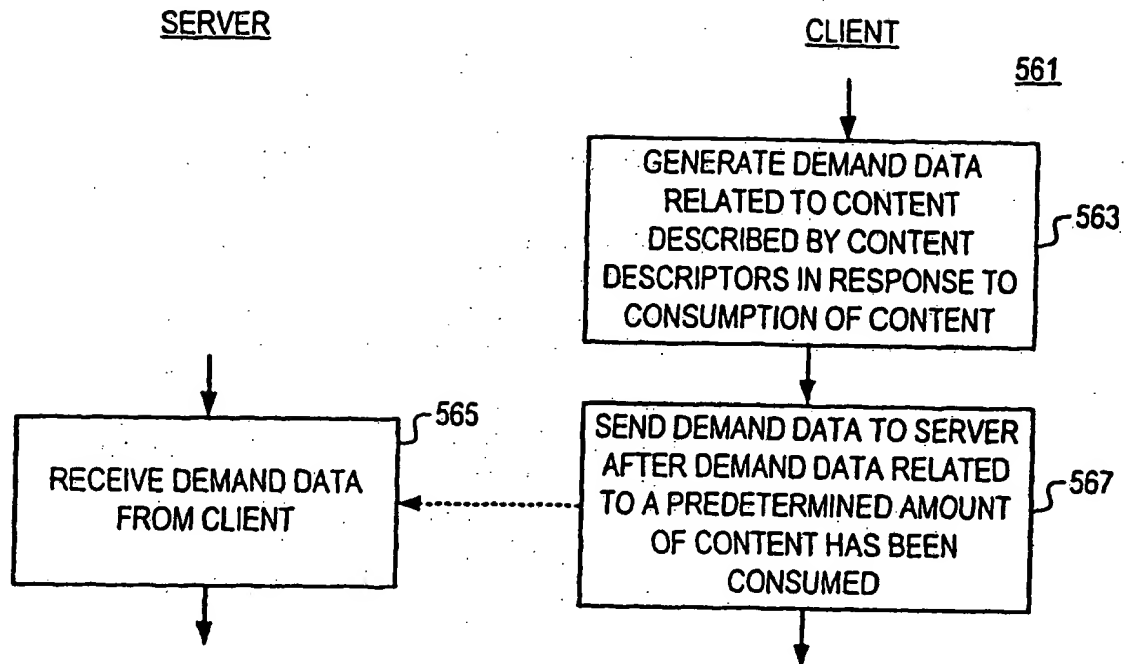 SERVER
CLIENT
561
GENERATE DEMAND DATA
RELATED TO CONTENT
DESCRIBED BY CONTENT
DESCRIPTORS IN RESPONSE TO
CONSUMPTION OF CONTENT
563
565
RECEIVE DEMAND DATA
FROM CLIENT
SEND DEMAND DATA TO SERVER
AFTER DEMAND DATA RELATED
TO A PREDETERMINED AMOUNT
OF CONTENT HAS BEEN
CONSUMED
567